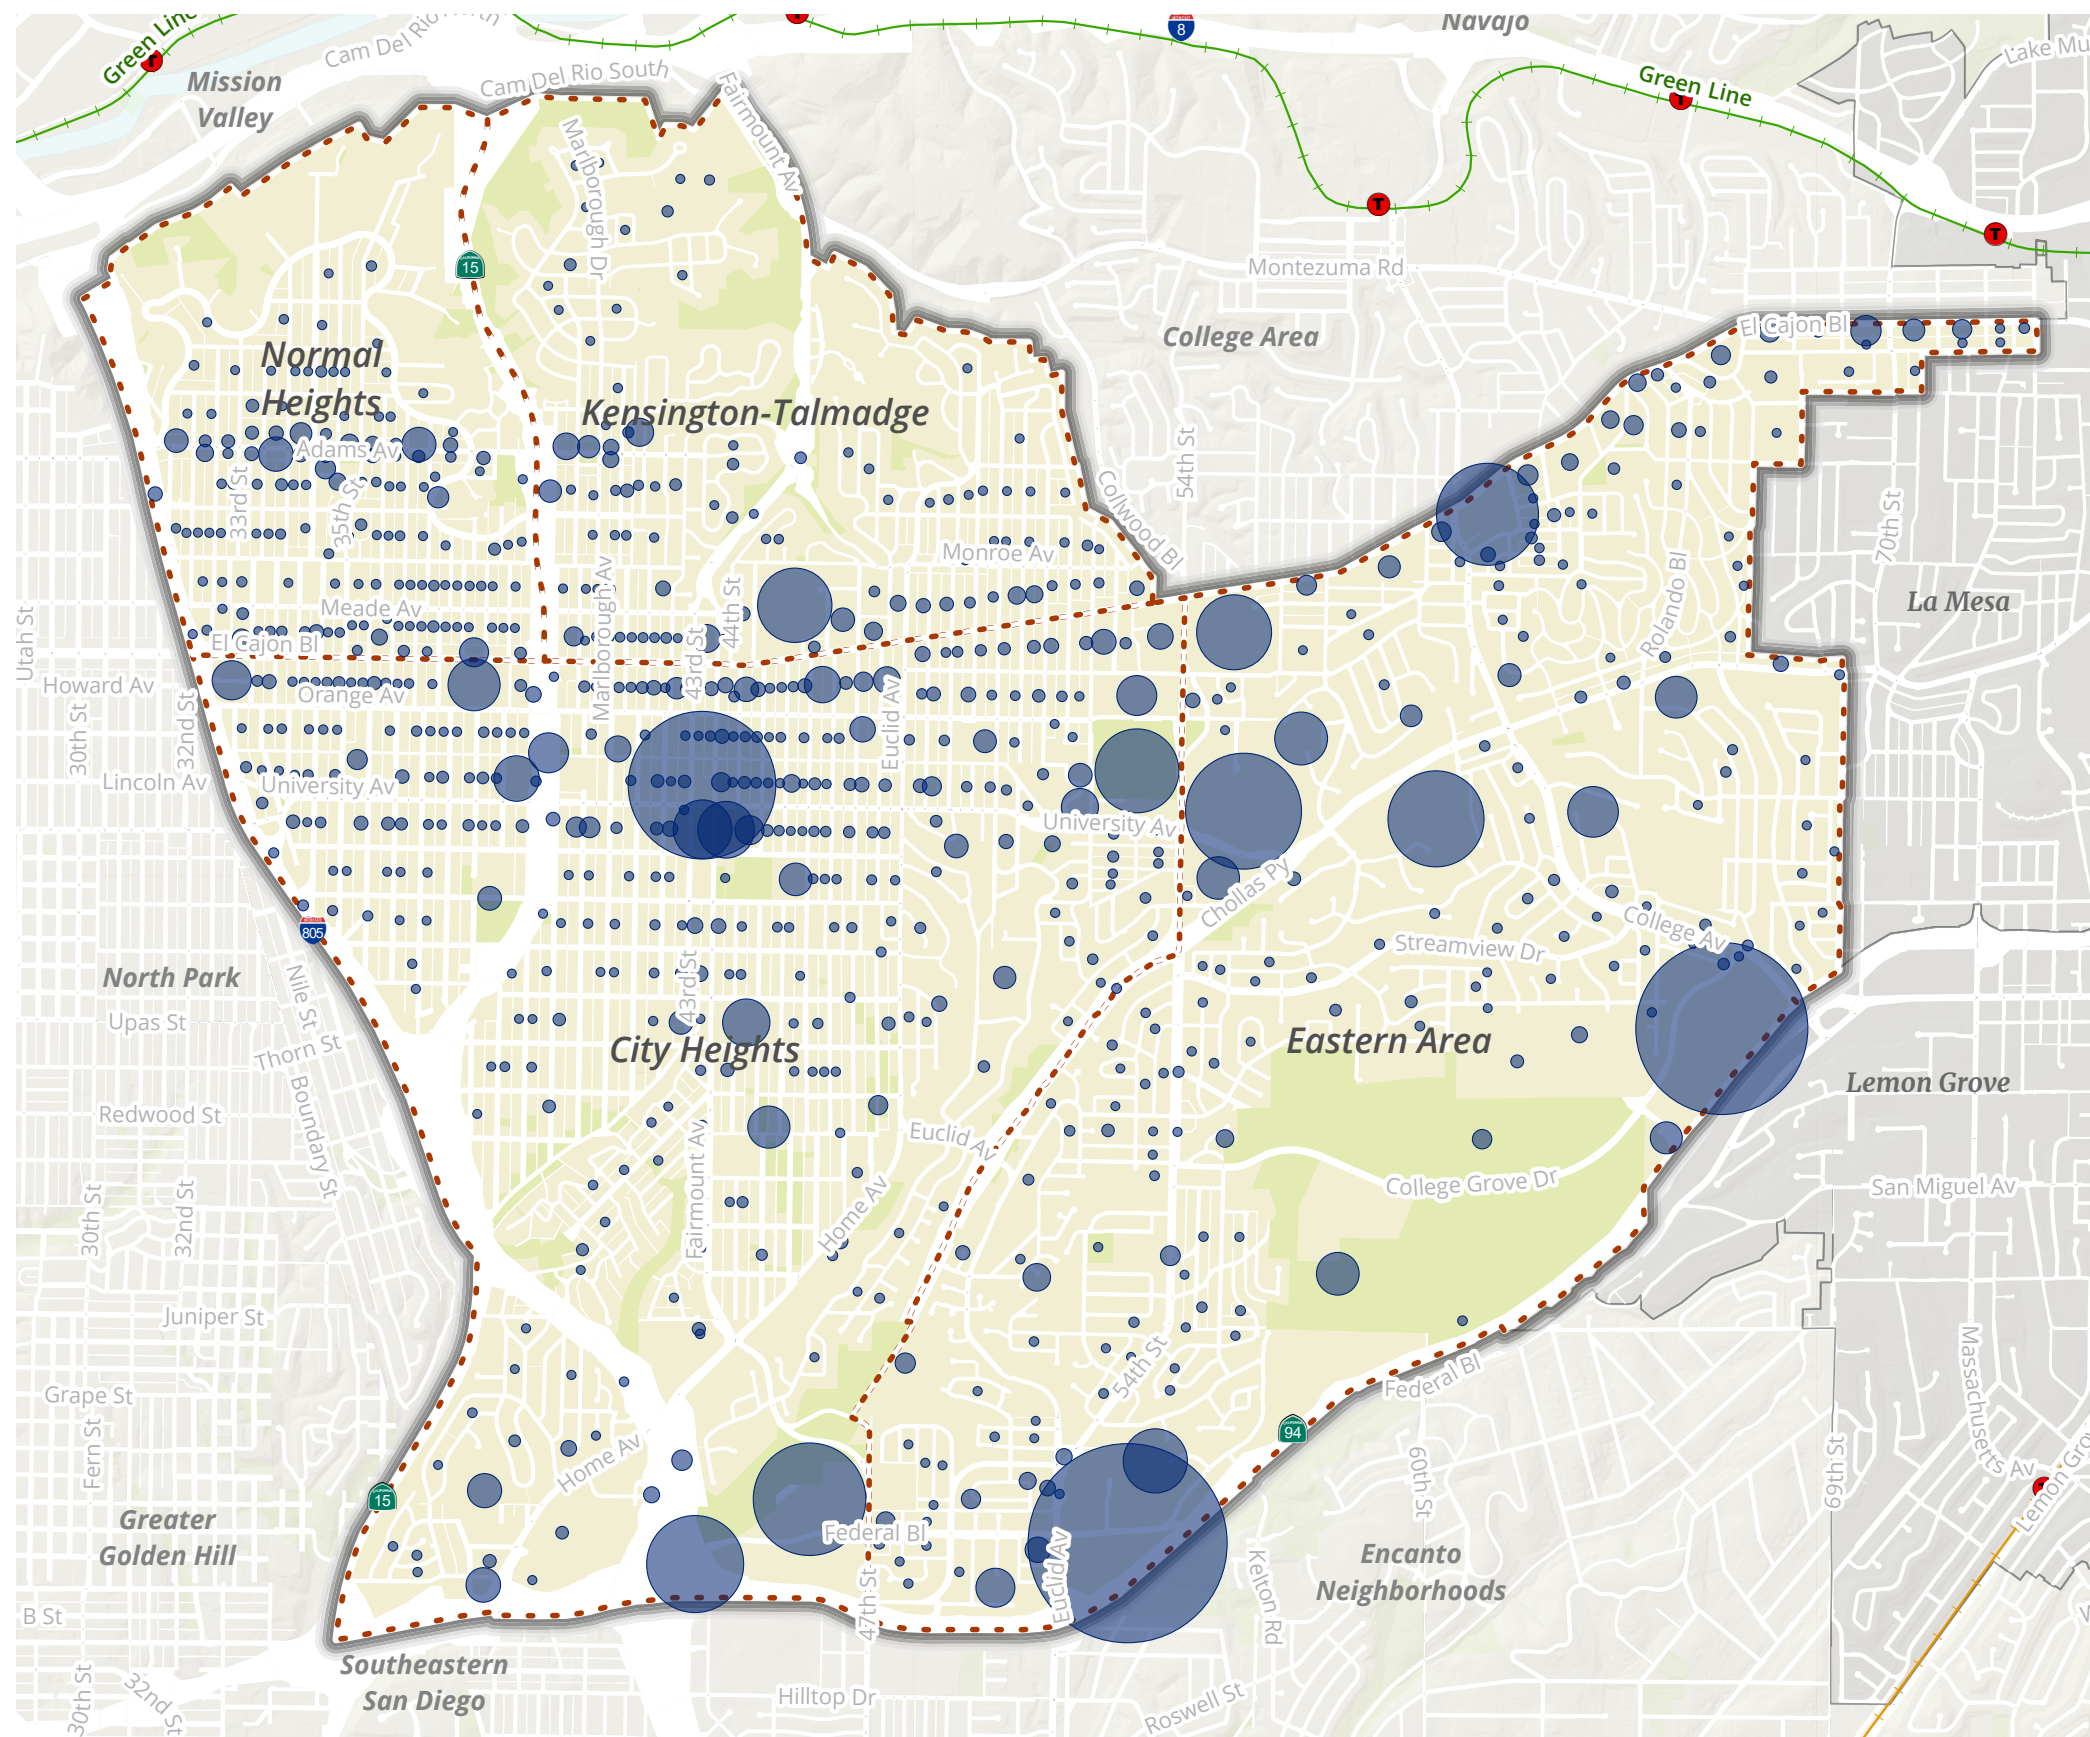 Green Line
T
Mission
Valley
Cam Del Rio North
Cam Del Rio South
Fairmount Av
T
8
Navajo
Green Line
T
Lake Mu
T
T
Marlborough Dr
15
Montezuma Rd
College Area
El Cajon Bl
Normal
Heights
Kensington-Talmadge
Adams Av
33rd St
35th St
54th St
Collwood Bl
70th St
Monroe Av
Rolando Bl
La Mesa
Utah St
Meade Av
Marlborough Av
44th St
43rd St
El Cajon Bl
Howard Av
Orange Av
30th St
32nd St
Euclid Av
Lincoln Av
University Av
University Av
Chollas Py
805
College Av
Streamview Dr
North Park
Nile St
43rd St
Upas St
Thorn St
City Heights
Eastern Area
Boundary St
Lemon Grove
Redwood St
Fairmount Av
Euclid Av
Home Av
College Grove Dr
San Miguel Av
30th St
32nd St
Juniper St
Massachusetts Av
54th St
Federal Bl
Grape St
Fern St
94
60th St
69th St
Home Av
T
Lemon Gro
15
Greater
Golden Hill
Federal Bl
Euclid Av
47th St
Kelton Rd
Encanto
Neighborhoods
B St
Southeastern
San Diego
30th St
32nd St
Hilltop Dr
Roswell St